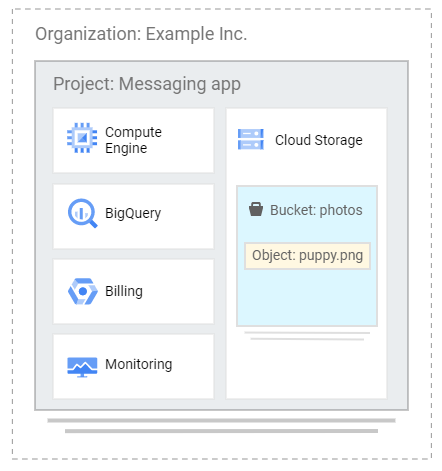 Organization: Example Inc.
Project: Messaging app
Compute
Engine
BigQuery
Billing
Monitoring
Cloud Storage
Bucket: photos
Object: puppy.png